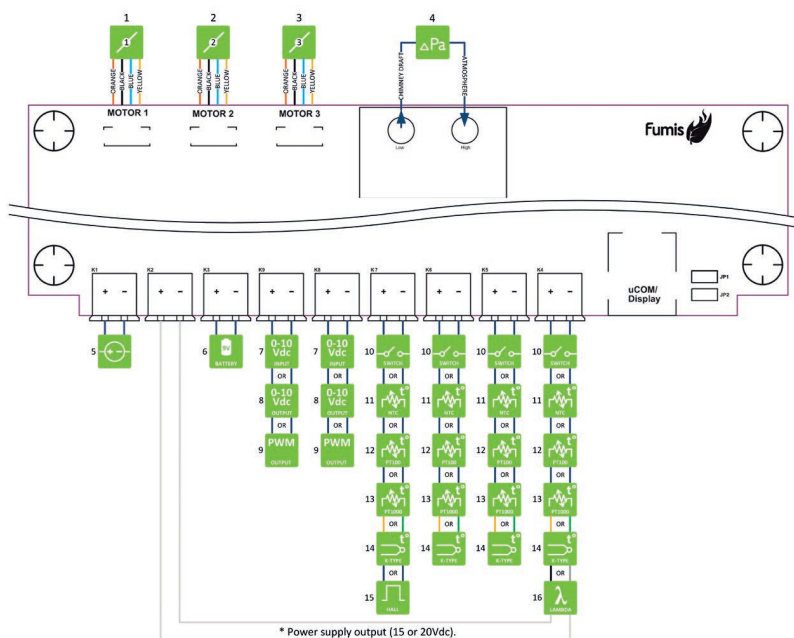 1 2 3 4
1 2 3 ΔPa
ORANGE BLACK BLUE YELLOW ORANGE BLACK BLUE YELLOW ORANGE BLACK BLUE YELLOW CHIMNEY DRAFT ATMOSPHERE
MOTOR 1 MOTOR 2 MOTOR 3
Low High
Fumis
K1 K2 K3 K9 K8 K7 K6 K5 K4
+ - + - + - + - + - + - + - + - + -
uCOM/
Display
JP1
JP2
5 + -
6 6V BATTERY
7 0-10 Vdc INPUT 7 0-10 Vdc INPUT
10 SWITCH 10 SWITCH 10 SWITCH 10 SWITCH
OR OR OR OR OR OR
8 0-10 Vdc OUTPUT 8 0-10 Vdc OUTPUT
11 t° NTC 11 t° NTC 11 t° NTC 11 t° NTC
OR OR OR OR OR OR
9 PWM OUTPUT 9 PWM OUTPUT
12 t° PT100 12 t° PT100 12 t° PT100 12 t° PT100
OR OR OR OR
13 t° PT1000 13 t° PT1000 13 t° PT1000 13 t° PT1000
OR OR OR OR
14 t° K-TYPE 14 t° K-TYPE 14 t° K-TYPE 14 t° K-TYPE
OR OR
15 HALL 16 λ LAMBDA
* Power supply output (15 or 20Vdc).